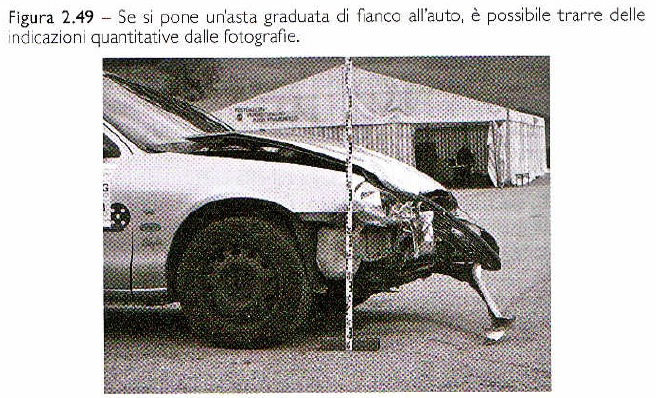 Figura 2.49 – Se si pone un'asta graduata di fianco all'auto, è possibile trarre delle
indicazioni quantitative dalle fotografie.